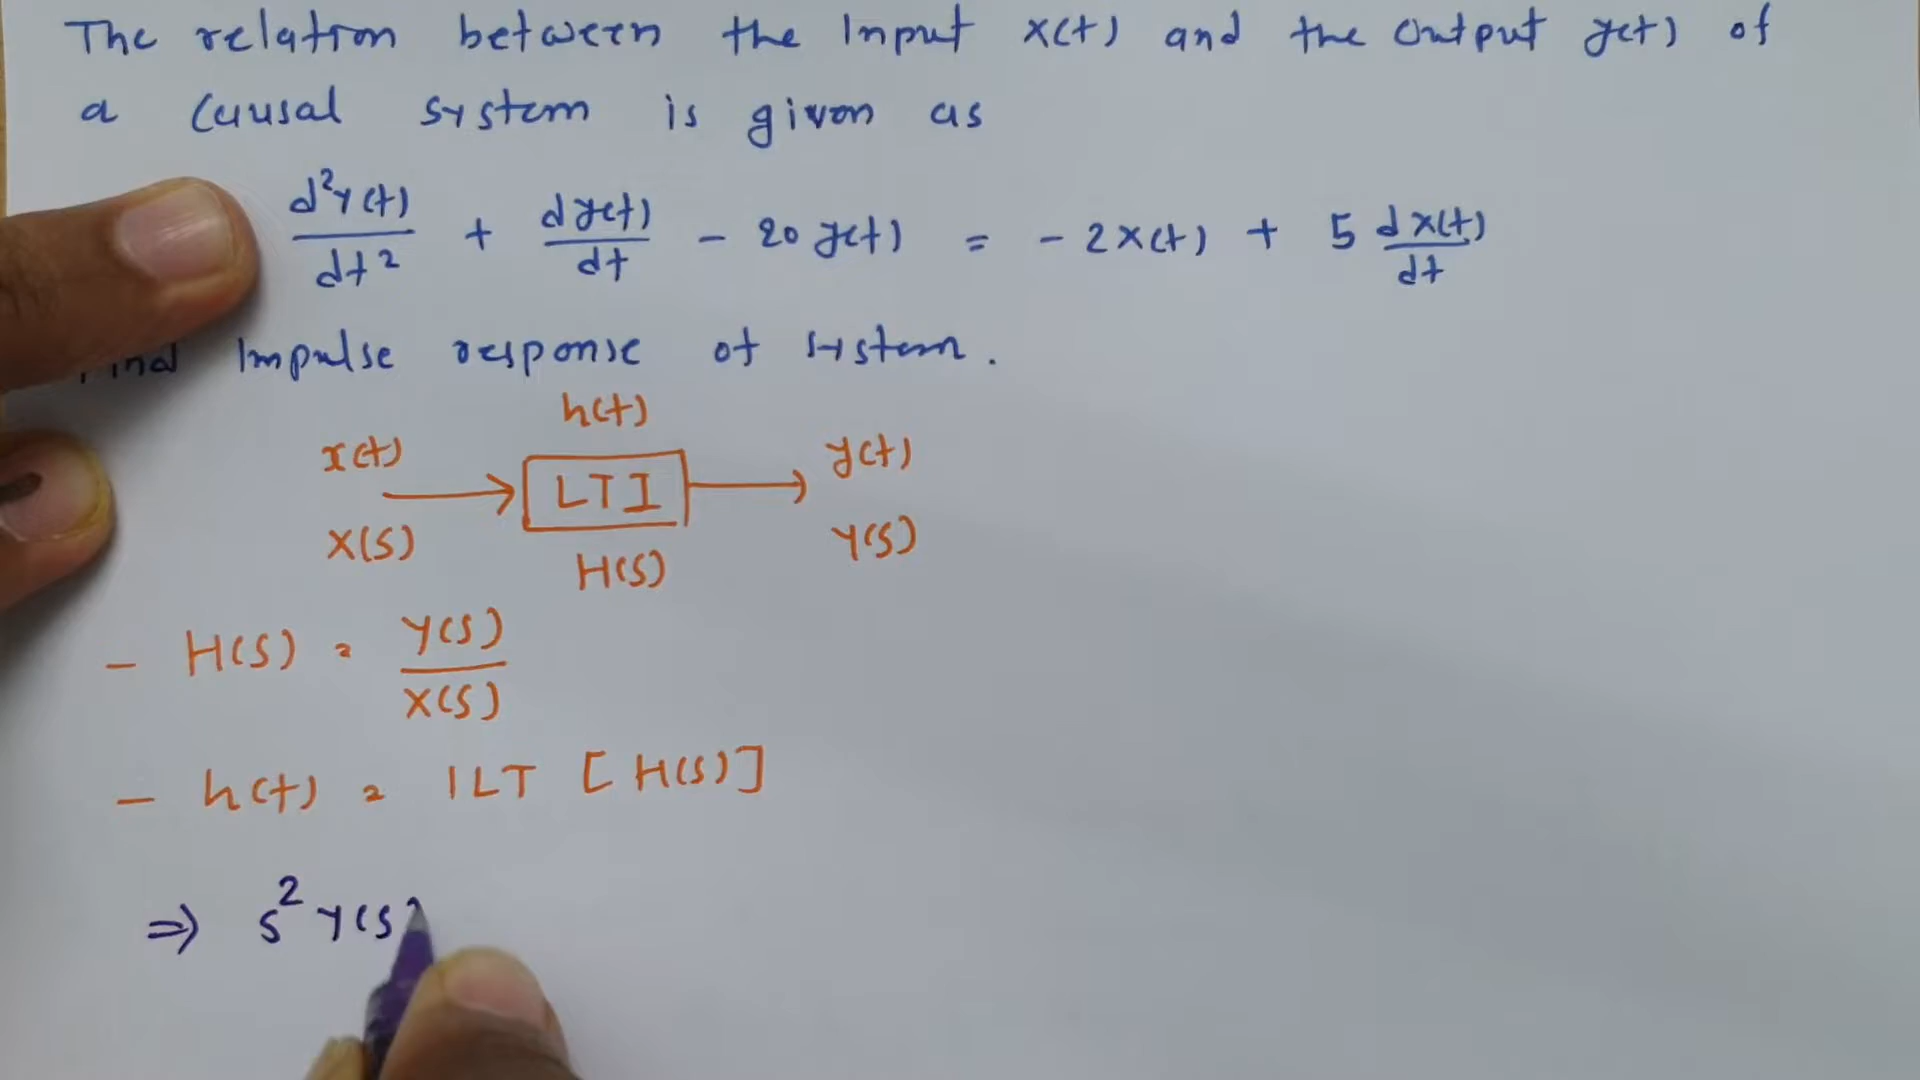 The relation between the Input x(t) and the Output y(t) of
a Causal system is given as
d²y(t)/dt² + dy(t)/dt - 20 y(t) = - 2x(t) + 5 dx(t)/dt
Find Impulse response of system.
h(t)
x(t) LTI y(t)
X(s) H(s) Y(s)
- H(s) = Y(s)/X(s)
- h(t) = ILT [H(s)]
⇒ s² Y(s)